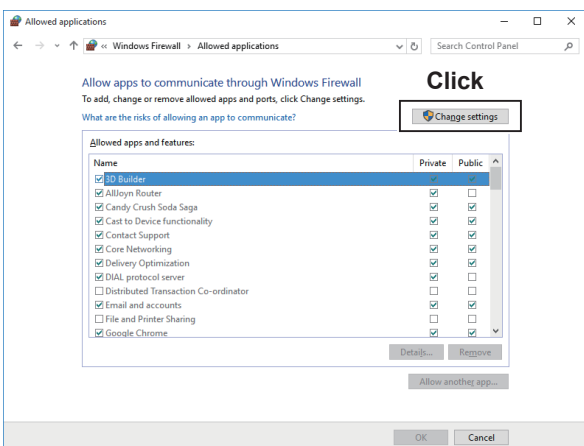 Allowed applications
« Windows Firewall > Allowed applications
Search Control Panel
Allow apps to communicate through Windows Firewall
Click
To add, change or remove allowed apps and ports, click Change settings.
What are the risks of allowing an app to communicate?
Change settings
Allowed apps and features:
Name Private Public
3D Builder
AllJoyn Router
Candy Crush Soda Saga
Cast to Device functionality
Contact Support
Core Networking
Delivery Optimization
DIAL protocol server
Distributed Transaction Co-ordinator
Email and accounts
File and Printer Sharing
Google Chrome
Details... Remove
Allow another app...
OK Cancel